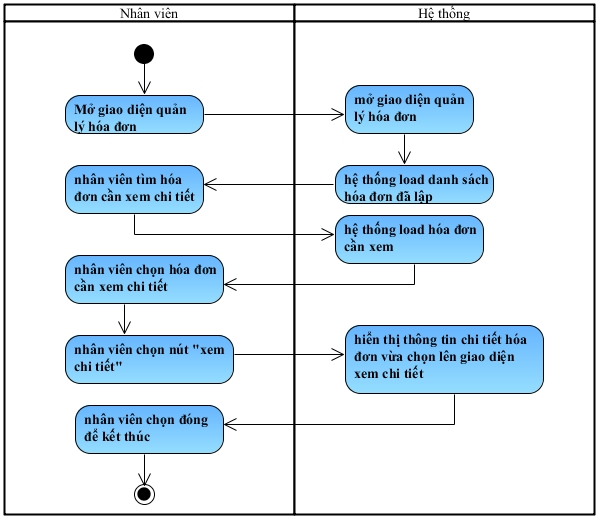 Nhân viên
Hệ thống
Mở giao diện quản
lý hóa đơn
mở giao diện quản
lý hóa đơn
hệ thống load danh sách
hóa đơn đã lập
nhân viên tìm hóa
đơn cần xem chi tiết
hệ thống load hóa đơn
cần xem
nhân viên chọn hóa đơn
cần xem chi tiết
nhân viên chọn nút "xem
chi tiết"
hiển thị thông tin chi tiết hóa
đơn vừa chọn lên giao diện
xem chi tiết
nhân viên chọn đóng
để kết thúc